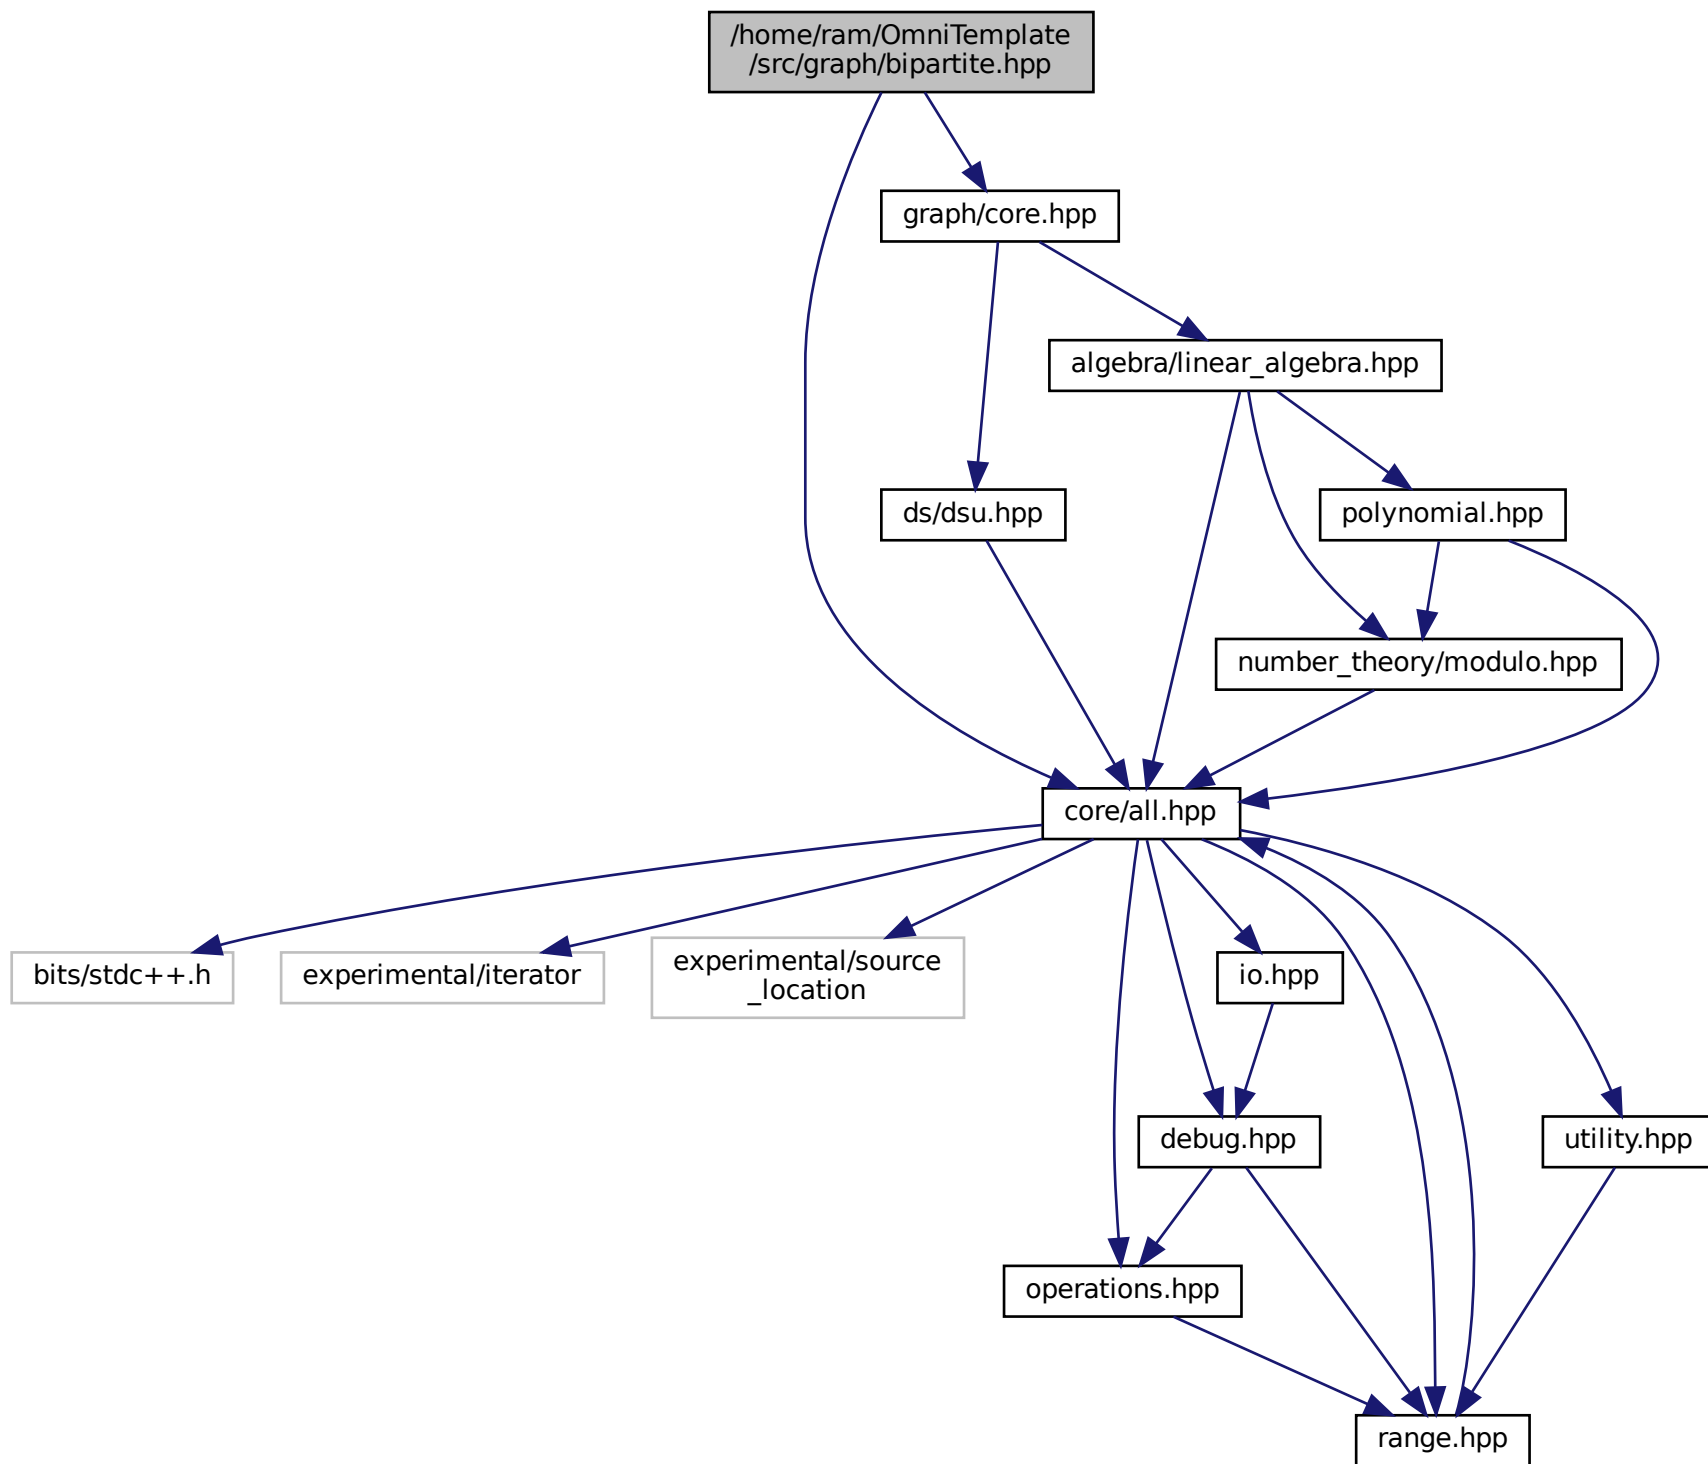 /home/ram/OmniTemplate
/src/graph/bipartite.hpp
graph/core.hpp
algebra/linear_algebra.hpp
ds/dsu.hpp
polynomial.hpp
number_theory/modulo.hpp
core/all.hpp
bits/stdc++.h
experimental/iterator
experimental/source
_location
io.hpp
debug.hpp
utility.hpp
operations.hpp
range.hpp